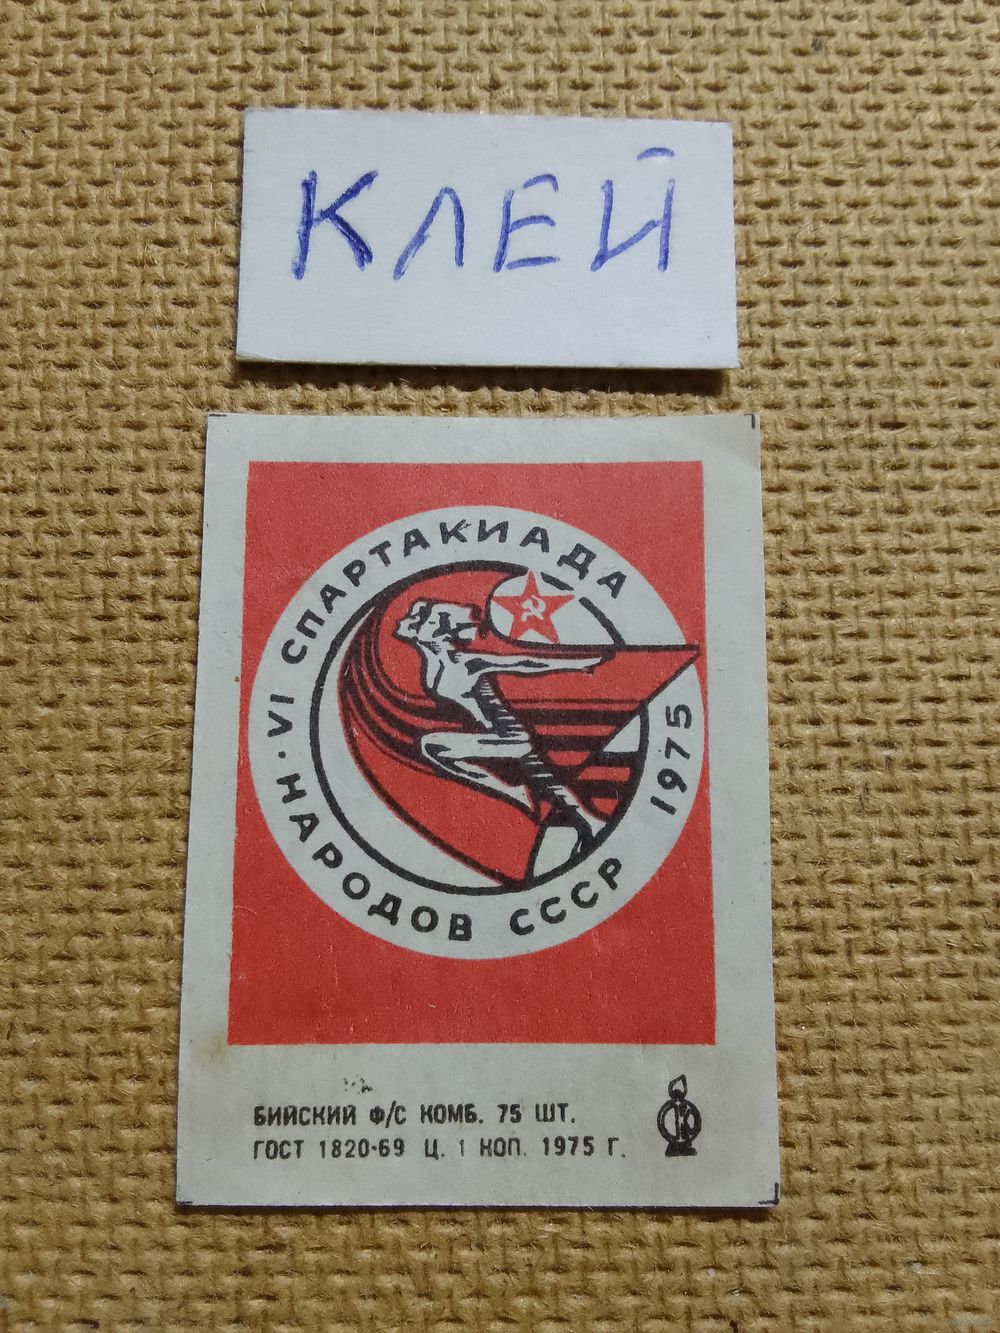 КЛЕЙ
VI СПАРТАКИАДА
· НАРОДОВ СССР 1975
БИЙСКИЙ Ф/С КОМБ. 75 ШТ.
ГОСТ 1820-69 Ц. 1 КОП. 1975 Г.